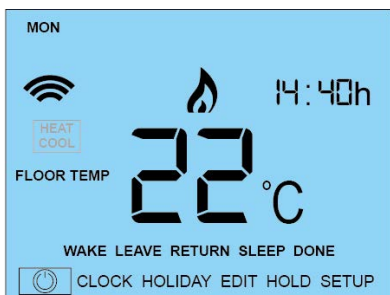 MON
14:40h
HEAT
COOL
22°C
FLOOR TEMP
WAKE LEAVE RETURN SLEEP DONE
CLOCK HOLIDAY EDIT HOLD SETUP